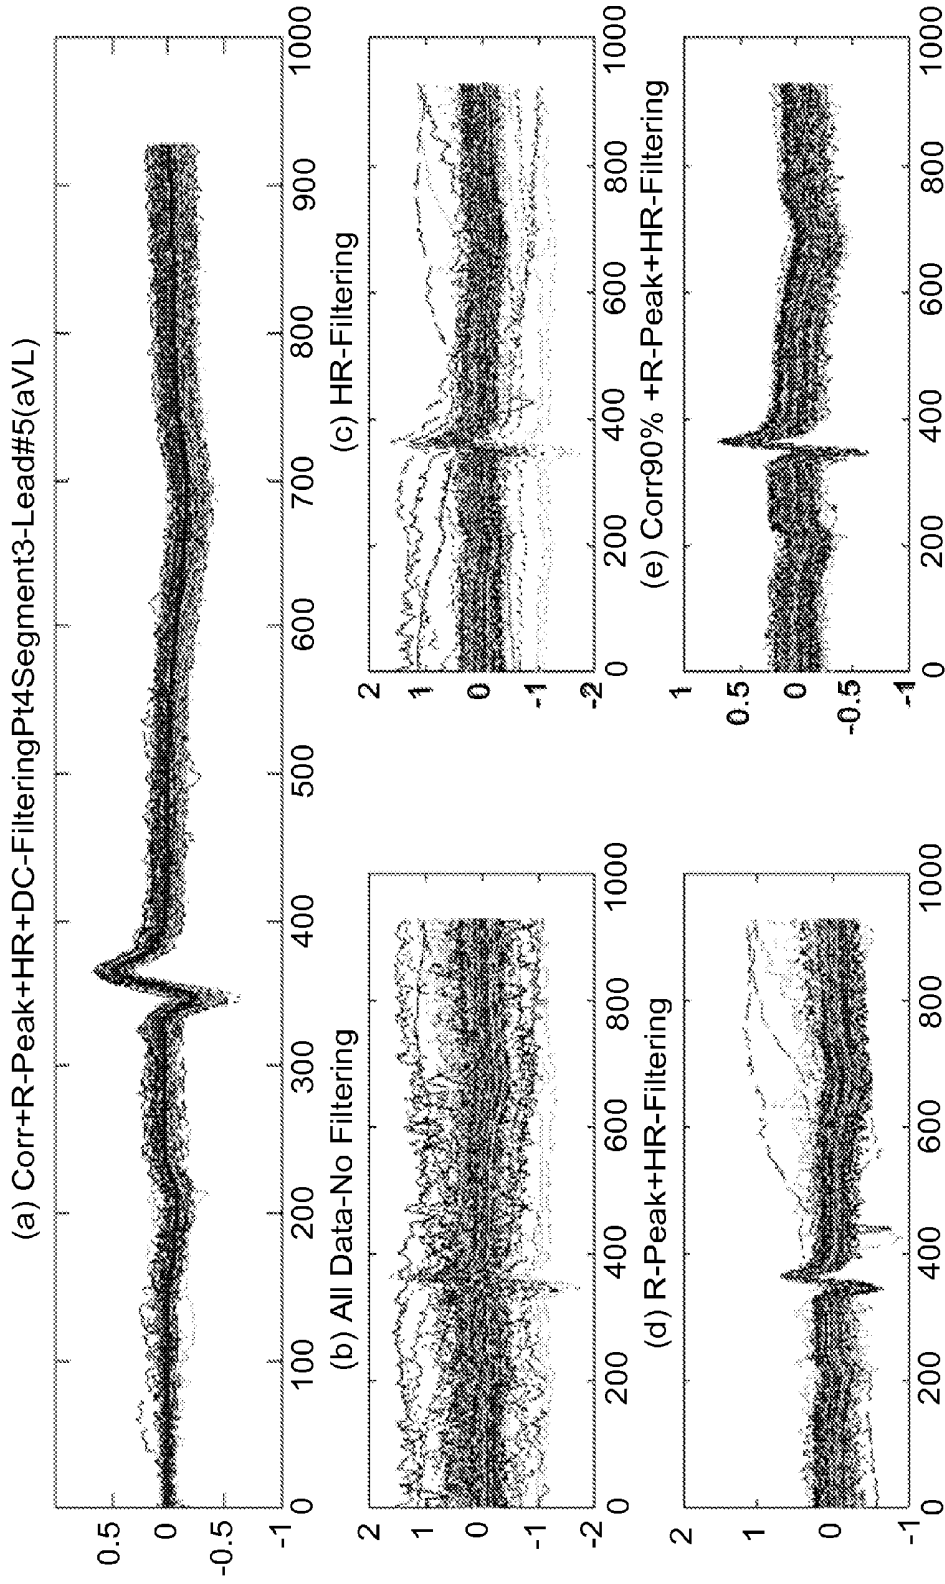 (a) Corr+R-Peak+HR+DC-FilteringPt4Segment3-Lead#5(aVL)
0.5
0
-0.5
-1
0 100 200 300 400 500 600 700 800 900 1000
(b) All Data-No Filtering
2
1
0
-1
-2
0 200 400 600 800 1000
(c) HR-Filtering
2
1
0
-1
-2
0 200 400 600 800 1000
(d) R-Peak+HR-Filtering
2
1
0
-1
0 200 400 600 800 1000
(e) Corr90% +R-Peak+HR-Filtering
1
0.5
0
-0.5
-1
0 200 400 600 800 1000